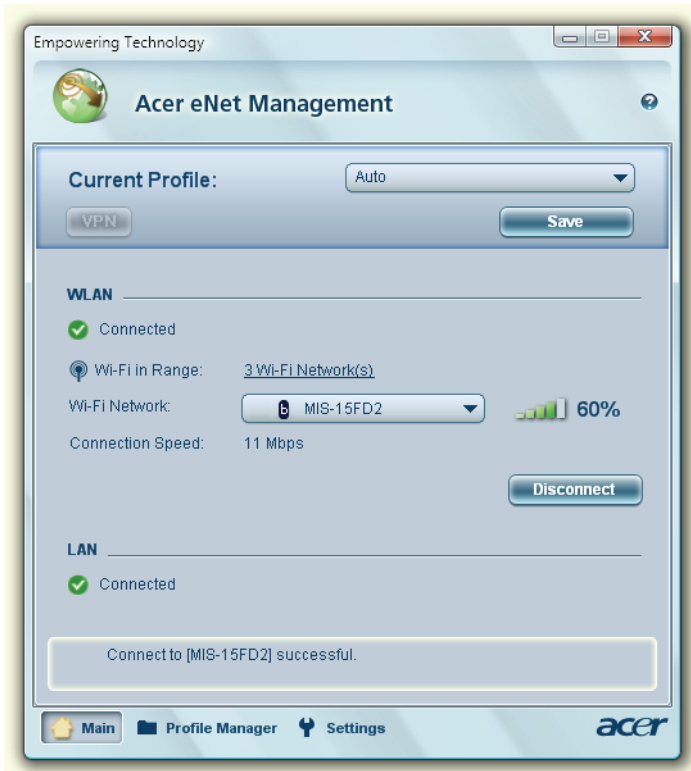 Empowering Technology
Acer eNet Management
Current Profile: Auto
VPN Save
WLAN
Connected
Wi-Fi in Range: 3 Wi-Fi Network(s)
Wi-Fi Network: b MIS-15FD2 60%
Connection Speed: 11 Mbps
Disconnect
LAN
Connected
Connect to [MIS-15FD2] successful.
Main Profile Manager Settings acer